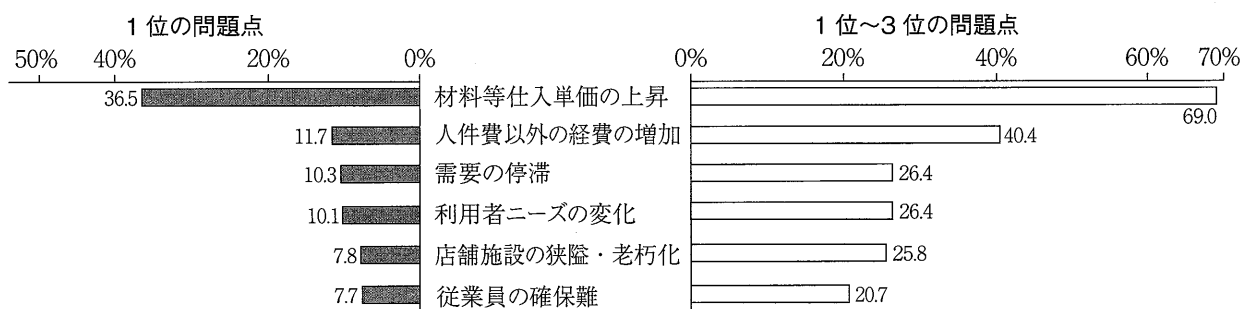 1位の問題点 1位～3位の問題点
50% 40% 20% 0% 0% 20% 40% 60% 70%
36.5 材料等仕入単価の上昇 69.0
11.7 人件費以外の経費の増加 40.4
10.3 需要の停滞 26.4
10.1 利用者ニーズの変化 26.4
7.8 店舗施設の狭隘・老朽化 25.8
7.7 従業員の確保難 20.7